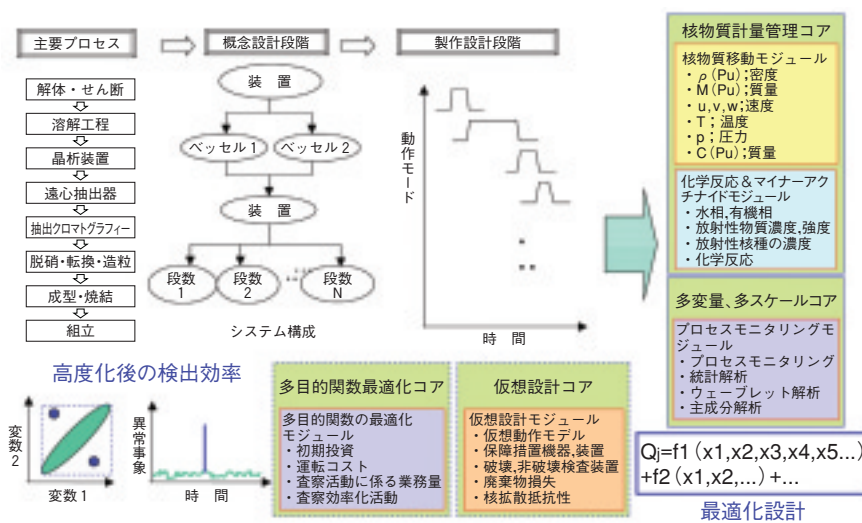 主要プロセス
概念設計段階
製作設計段階
解体・せん断
溶解工程
晶析装置
遠心抽出器
抽出クロマトグラフィー
脱硝・転換・造粒
成型・焼結
組立
装 置
ベッセル1
ベッセル2
装 置
段数
1
段数
2
…
段数
N
システム構成
動作モード
時 間
核物質計量管理コア
核物質移動モジュール
・ρ(Pu);密度
・M(Pu);質量
・u,v,w;速度
・T;温度
・p;圧力
・C(Pu);質量
化学反応&マイナーアク
チナイドモジュール
・水相,有機相
・放射性物質濃度,強度
・放射性核種の濃度
・化学反応
多変量、多スケールコア
プロセスモニタリングモ
ジュール
・プロセスモニタリング
・統計解析
・ウェーブレット解析
・主成分解析
高度化後の検出効率
変数2
変数1
異常事象
時 間
多目的関数最適化コア
多目的関数の最適化
モジュール
・初期投資
・運転コスト
・査察活動に係る業務量
・査察効率化活動
仮想設計コア
仮想設計モジュール
・仮想動作モデル
・保障措置機器,装置
・破壊,非破壊検査装置
・廃棄物損失
・核拡散抵抗性
Qj=f1(x1,x2,x3,x4,x5...)
+f2(x1,x2,...)+...
最適化設計